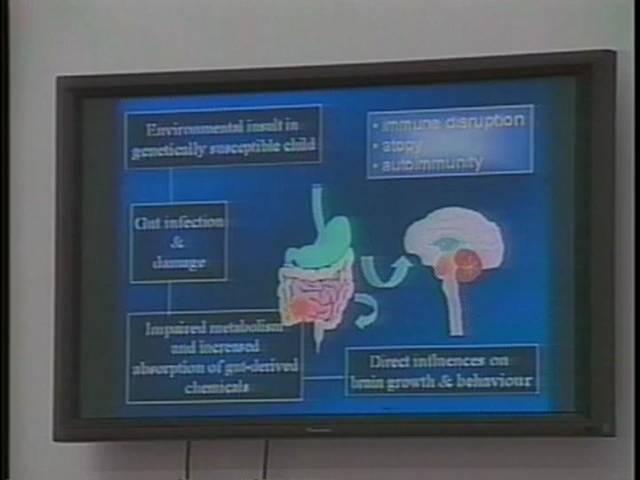 Environmental insult in
genetically susceptible child
• immune disruption
• atopy
• autoimmunity
Gut infection
&
damage
Impaired metabolism
and increased
absorption of gut-derived
chemicals
Direct influences on
brain growth & behaviour